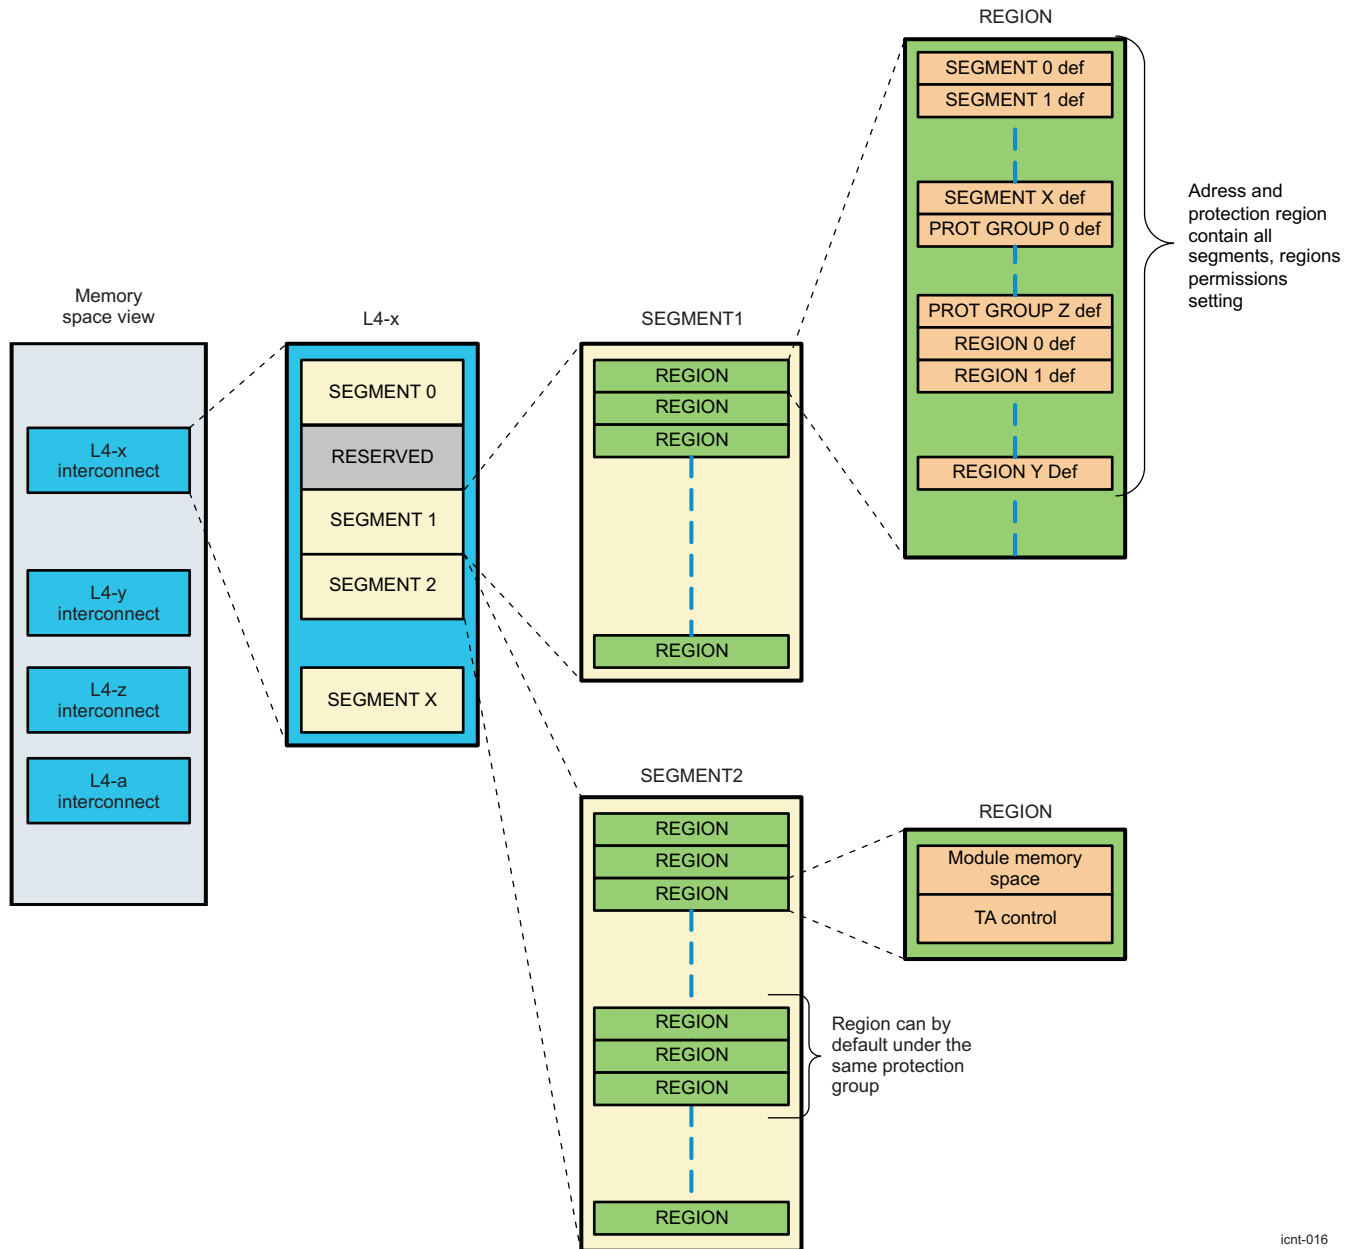 REGION
SEGMENT 0 def
SEGMENT 1 def
SEGMENT X def
PROT GROUP 0 def
PROT GROUP Z def
REGION 0 def
REGION 1 def
REGION Y Def
Adress and
protection region
contain all
segments, regions
permissions
setting
Memory
space view
L4-x
interconnect
L4-y
interconnect
L4-z
interconnect
L4-a
interconnect
L4-x
SEGMENT 0
RESERVED
SEGMENT 1
SEGMENT 2
SEGMENT X
SEGMENT1
REGION
REGION
REGION
REGION
SEGMENT2
REGION
REGION
REGION
REGION
REGION
REGION
REGION
Region can by
default under the
same protection
group
REGION
Module memory
space
TA control
icnt-016